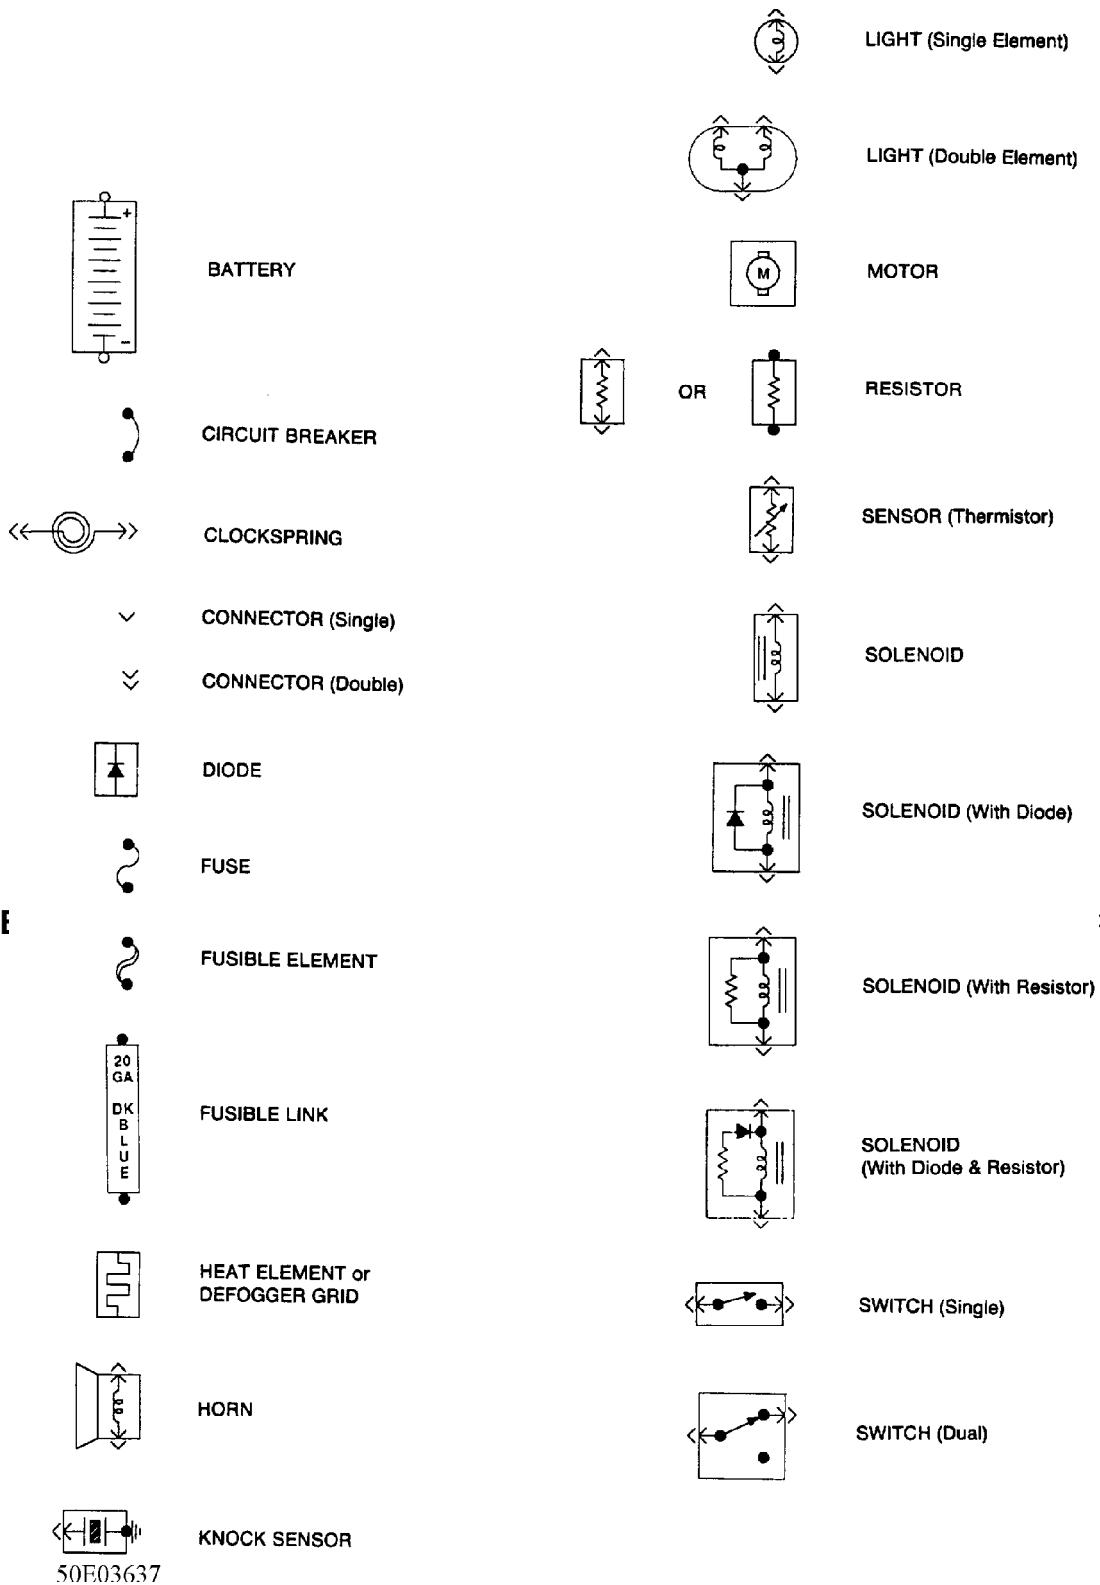 BATTERY
+
–
CIRCUIT BREAKER
CLOCKSPRING
CONNECTOR (Single)
CONNECTOR (Double)
DIODE
FUSE
FUSIBLE ELEMENT
20
GA
DK
B
L
U
E
FUSIBLE LINK
HEAT ELEMENT or
DEFOGGER GRID
HORN
KNOCK SENSOR
50E03637
LIGHT (Single Element)
LIGHT (Double Element)
M
MOTOR
OR
RESISTOR
SENSOR (Thermistor)
SOLENOID
SOLENOID (With Diode)
SOLENOID (With Resistor)
SOLENOID
(With Diode & Resistor)
SWITCH (Single)
SWITCH (Dual)